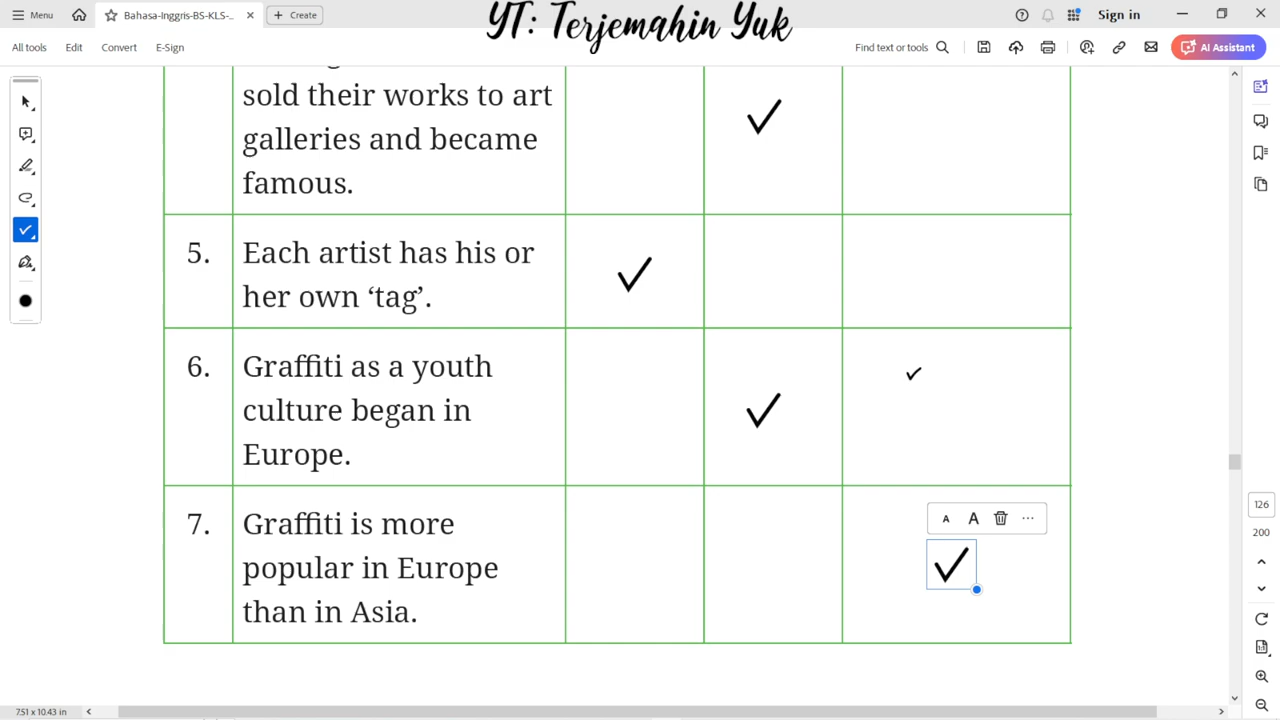 Menu
Bahasa-Inggris-BS-KLS-...
Create
YT: Terjemahin Yuk
Sign in
All tools
Edit
Convert
E-Sign
Find text or tools
AI Assistant
sold their works to art
galleries and became
famous.
5. Each artist has his or
her own ‘tag’.
6. Graffiti as a youth
culture began in
Europe.
7. Graffiti is more
popular in Europe
than in Asia.
A A ...
126
200
7.51 x 10.43 in